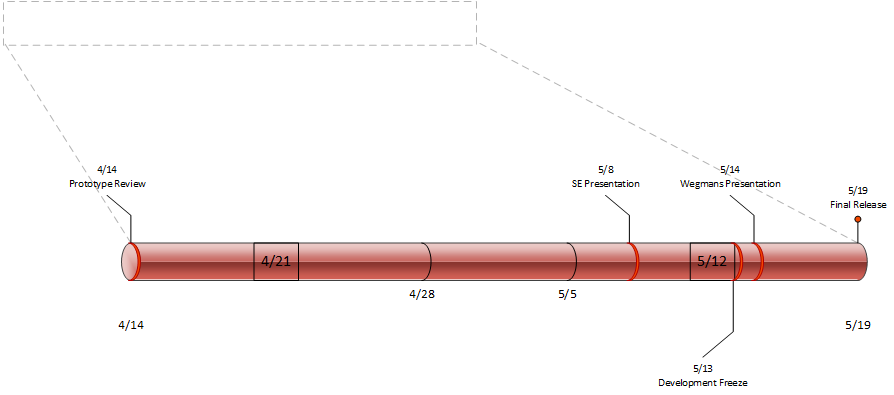 4/14
Prototype Review
5/8
SE Presentation
5/14
Wegmans Presentation
5/19
Final Release
4/21
5/12
4/28
5/5
4/14
5/19
5/13
Development Freeze